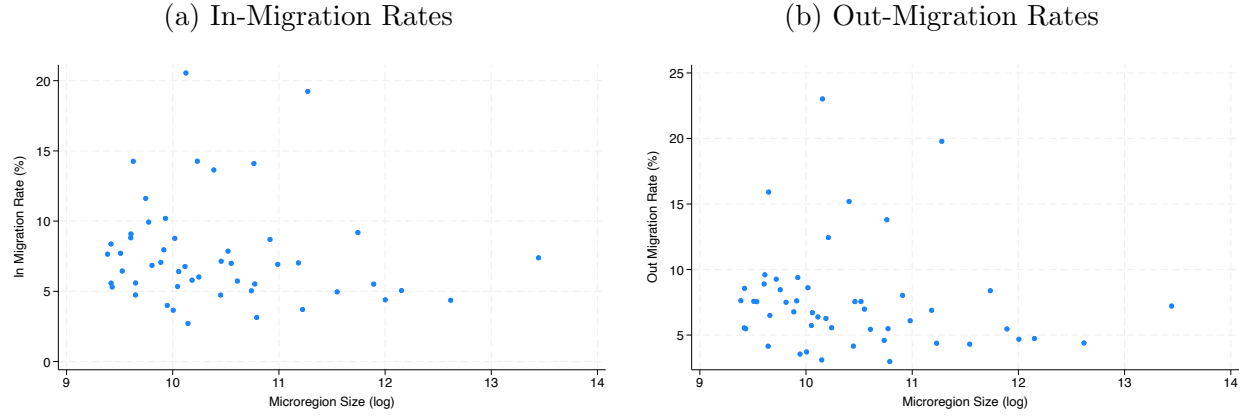 (a) In-Migration Rates
20
15
10
5
0
In Migration Rate (%)
9 10 11 12 13 14
Microregion Size (log)
(b) Out-Migration Rates
25
20
15
10
5
Out Migration Rate (%)
9 10 11 12 13 14
Microregion Size (log)